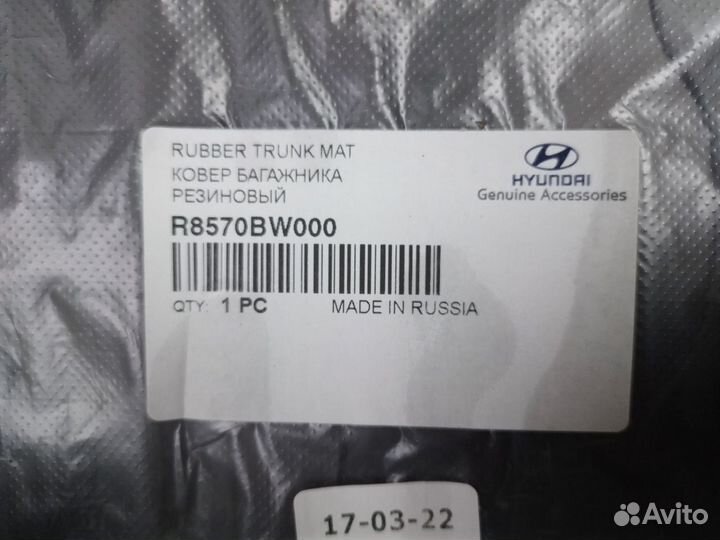 RUBBER TRUNK MAT
КОВЕР БАГАЖНИКА
РЕЗИНОВЫЙ
R8570BW000
QTY: 1 PC MADE IN RUSSIA
HYUNDAI
Genuine Accessories
17-03-22
Avito